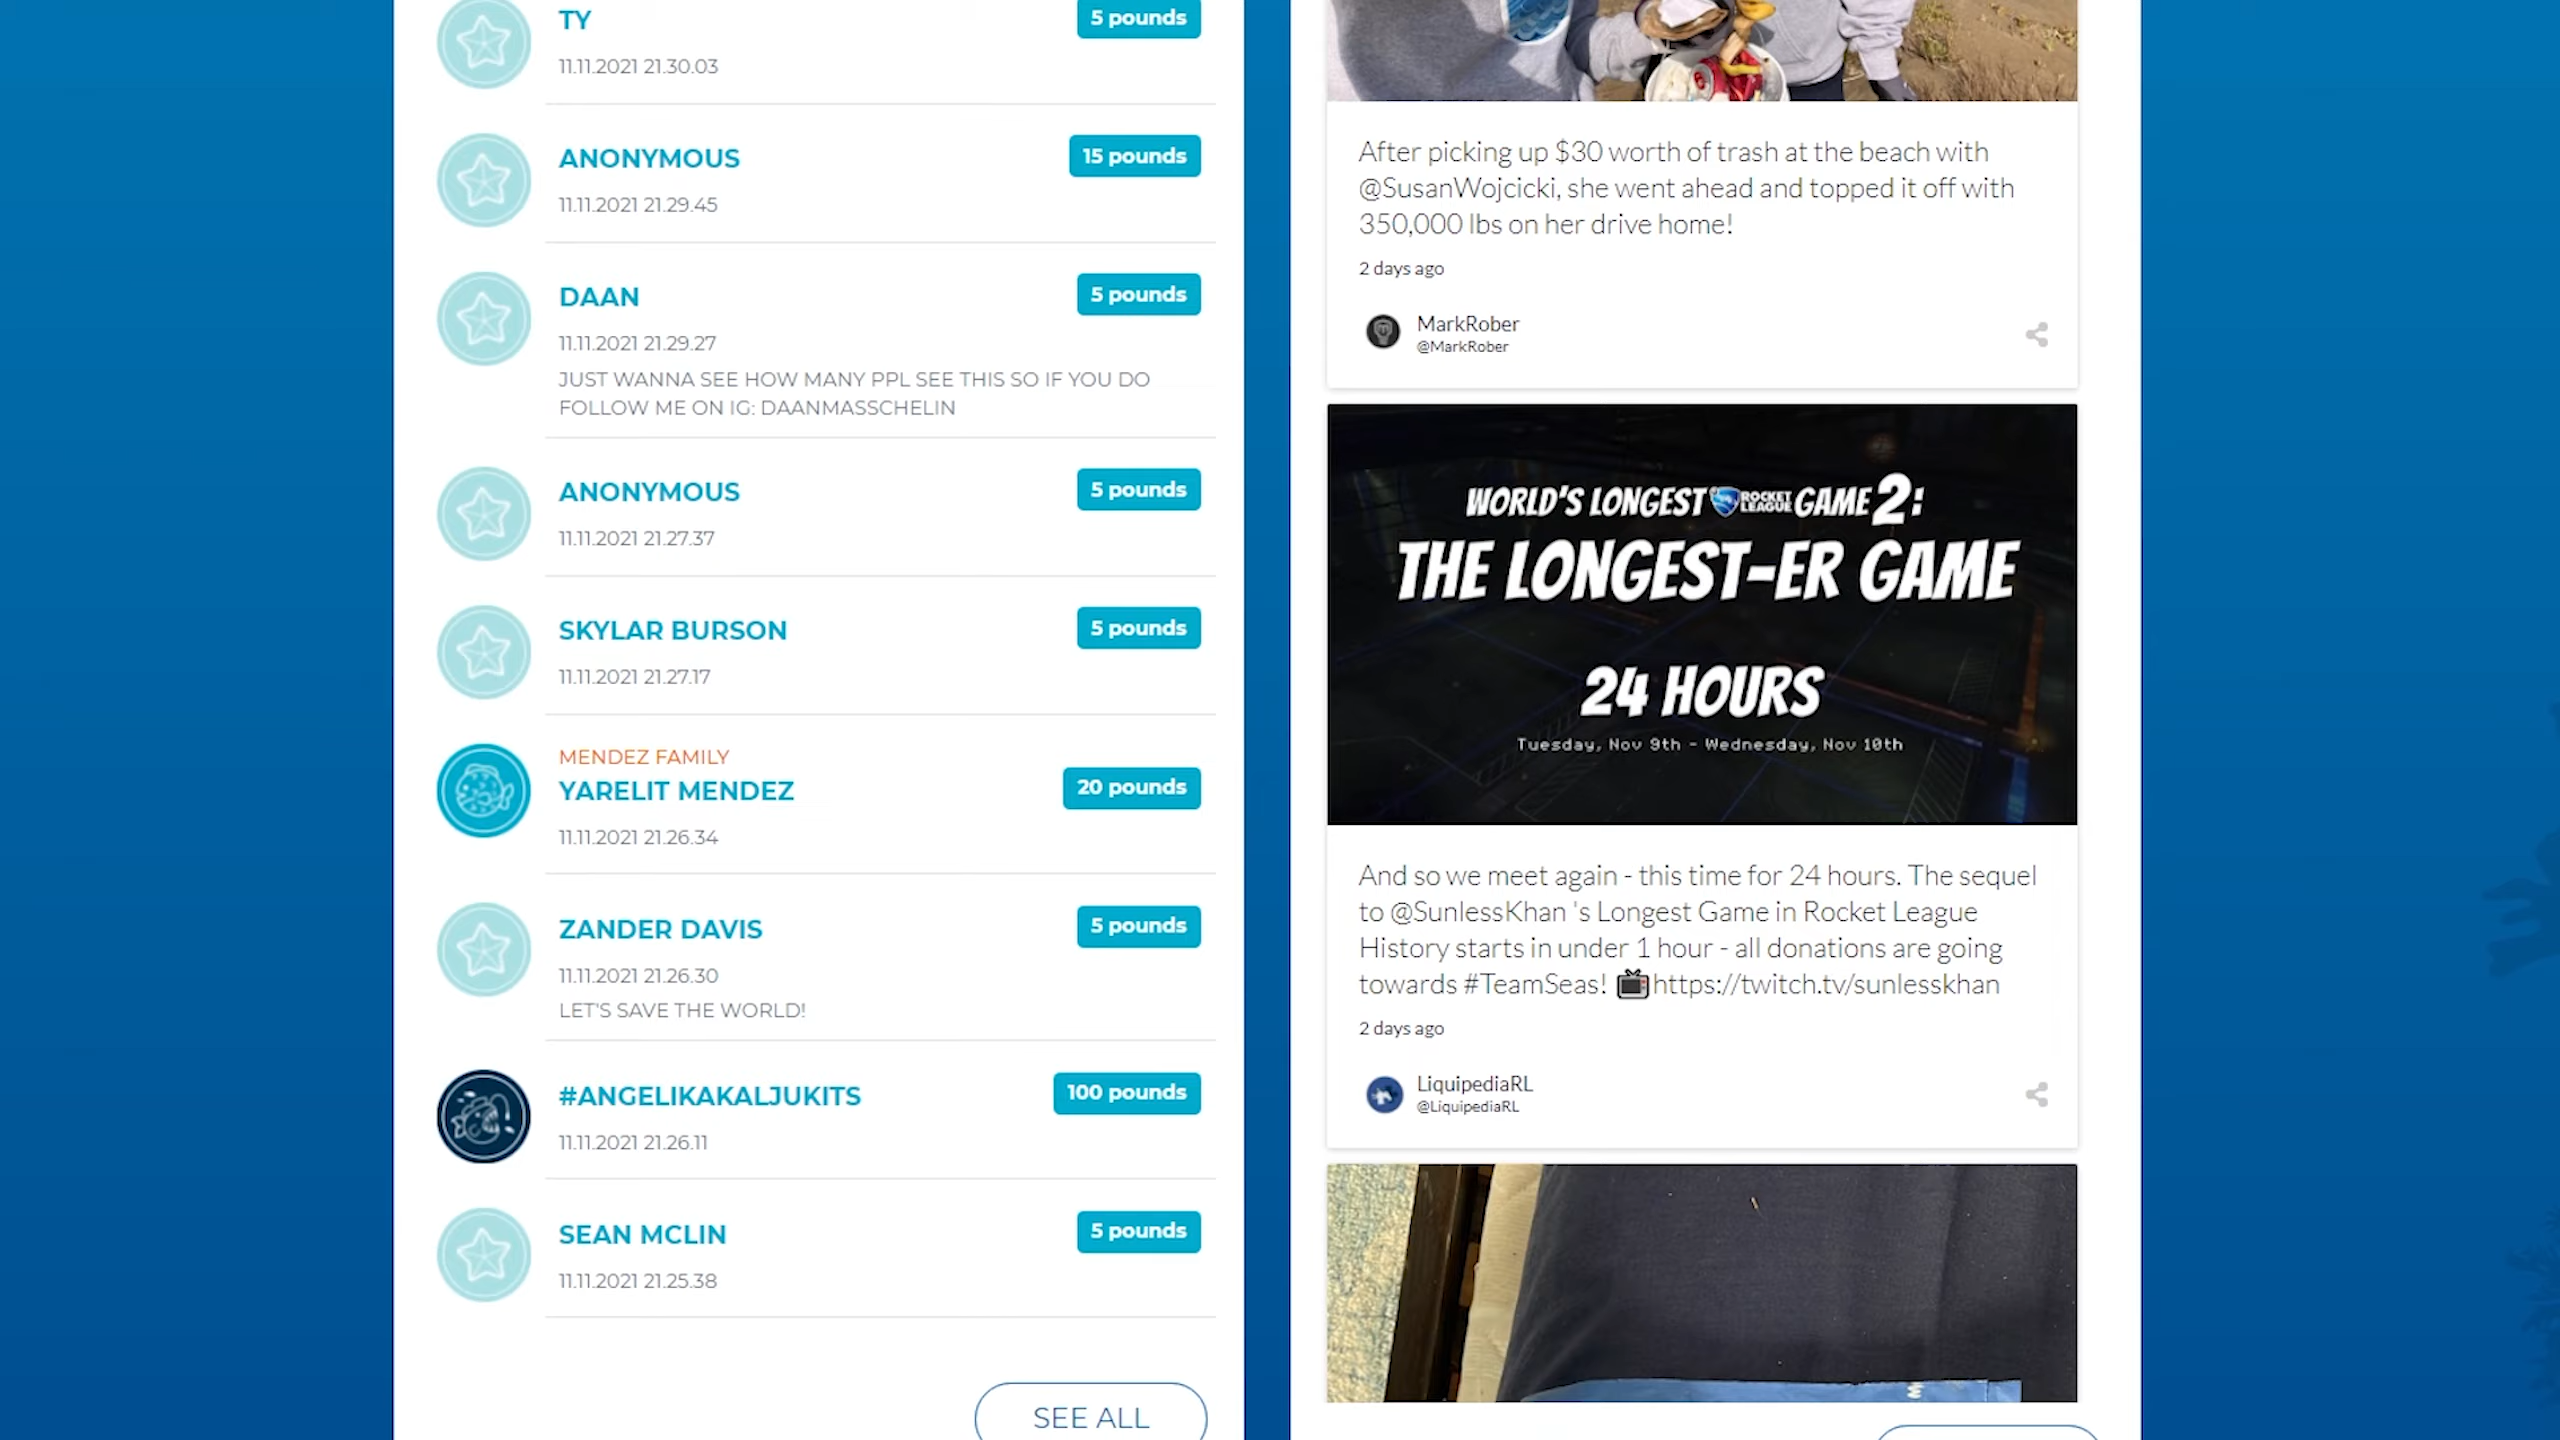 TY
5 pounds
11.11.2021 21.30.03
ANONYMOUS
15 pounds
11.11.2021 21.29.45
DAAN
5 pounds
11.11.2021 21.29.27
JUST WANNA SEE HOW MANY PPL SEE THIS SO IF YOU DO
FOLLOW ME ON IG: DAANMASSCHELIN
ANONYMOUS
5 pounds
11.11.2021 21.27.37
SKYLAR BURSON
5 pounds
11.11.2021 21.27.17
MENDEZ FAMILY
YARELIT MENDEZ
20 pounds
11.11.2021 21.26.34
ZANDER DAVIS
5 pounds
11.11.2021 21.26.30
LET'S SAVE THE WORLD!
#ANGELIKAKALJUKITS
100 pounds
11.11.2021 21.26.11
SEAN MCLIN
5 pounds
11.11.2021 21.25.38
SEE ALL
After picking up $30 worth of trash at the beach with
@SusanWojcicki, she went ahead and topped it off with
350,000 lbs on her drive home!
2 days ago
MarkRober
@MarkRober
WORLD'S LONGEST ROCKET LEAGUE GAME 2:
THE LONGEST-ER GAME
24 HOURS
Tuesday, Nov 9th - Wednesday, Nov 10th
And so we meet again - this time for 24 hours. The sequel
to @SunlessKhan 's Longest Game in Rocket League
History starts in under 1 hour - all donations are going
towards #TeamSeas! 📺https://twitch.tv/sunlesskhan
2 days ago
LiquipediaRL
@LiquipediaRL